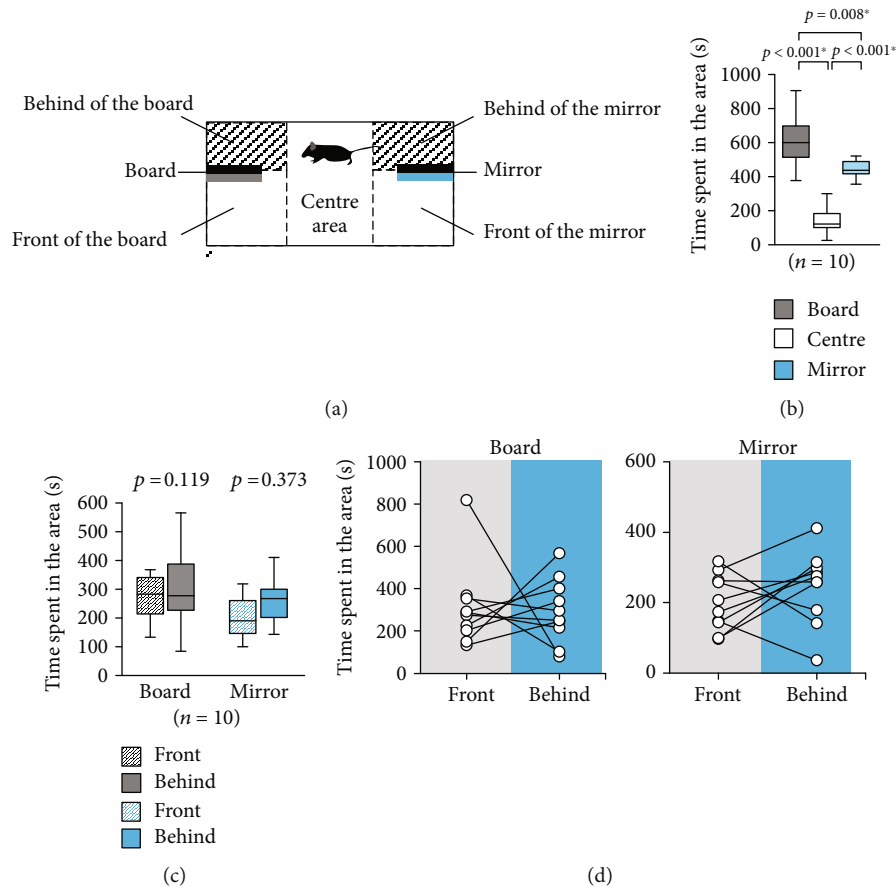 Behind of the board
Behind of the mirror
Board
Mirror
Centre
area
Front of the board
Front of the mirror
(a)
p = 0.008*
p < 0.001*
p < 0.001*
Time spent in the area (s)
1000
800
600
400
200
0
(n = 10)
Board
Centre
Mirror
(b)
p = 0.119
p = 0.373
Time spent in the area (s)
600
500
400
300
200
100
0
Board
Mirror
(n = 10)
Front
Behind
Front
Behind
(c)
Board
Time spent in the area (s)
1000
800
600
400
200
0
Front
Behind
Mirror
600
400
200
0
Front
Behind
(d)